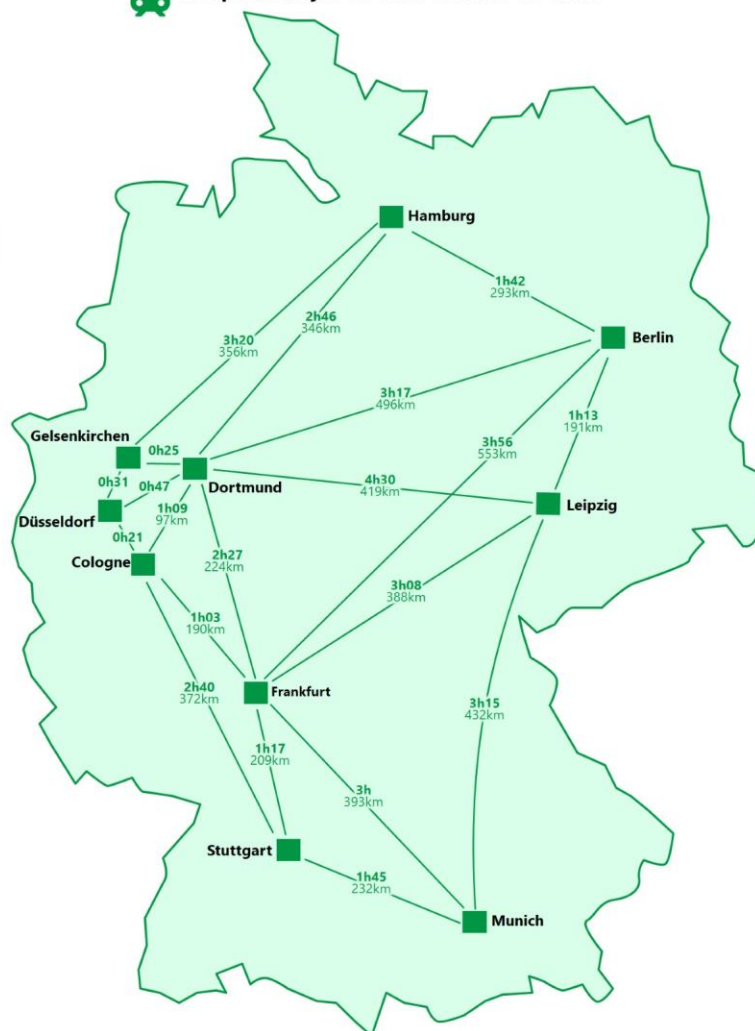 Hamburg
1h42
293km
2h46
346km
3h20
356km
Berlin
3h17
496km
1h13
191km
3h56
553km
Gelsenkirchen
0h25
4h30
419km
0h31
0h47
Dortmund
Leipzig
Düsseldorf
1h09
97km
0h21
Cologne
2h27
224km
3h08
388km
1h03
190km
2h40
372km
Frankfurt
3h15
432km
1h17
209km
3h
393km
Stuttgart
1h45
232km
Munich